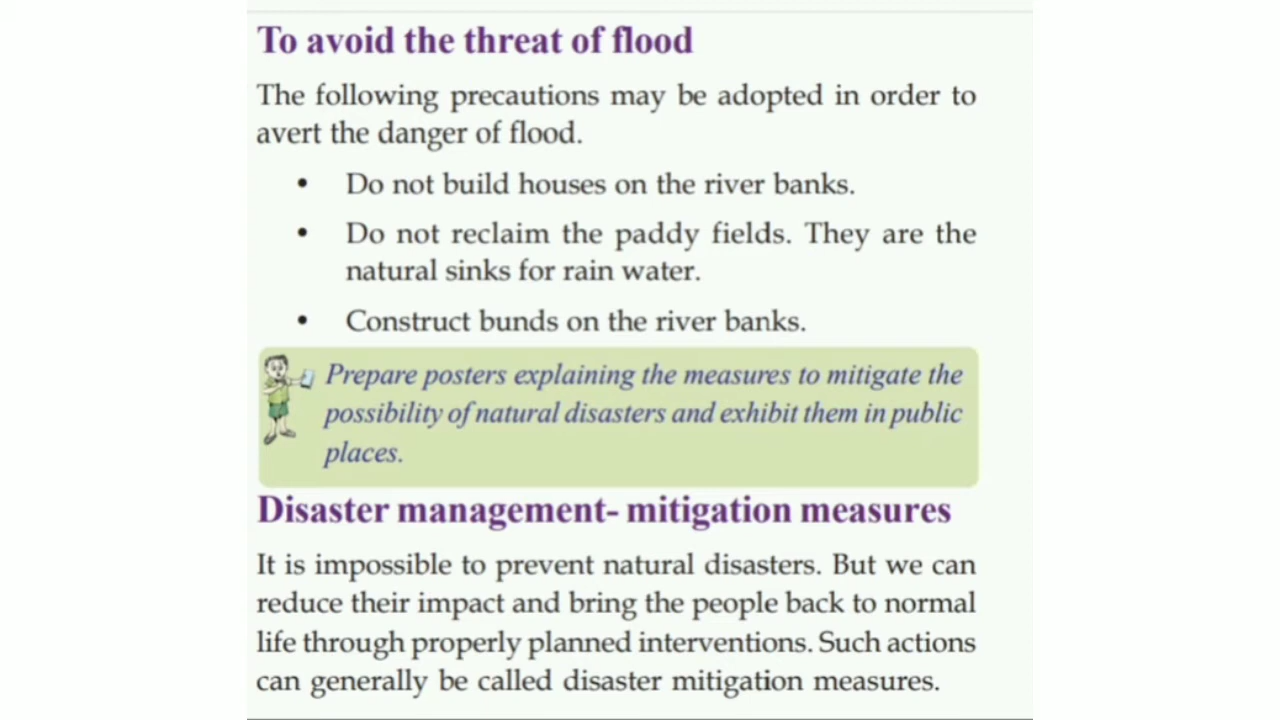 To avoid the threat of flood
The following precautions may be adopted in order to
avert the danger of flood.
• Do not build houses on the river banks.
• Do not reclaim the paddy fields. They are the
natural sinks for rain water.
• Construct bunds on the river banks.
Prepare posters explaining the measures to mitigate the
possibility of natural disasters and exhibit them in public
places.
Disaster management- mitigation measures
It is impossible to prevent natural disasters. But we can
reduce their impact and bring the people back to normal
life through properly planned interventions. Such actions
can generally be called disaster mitigation measures.